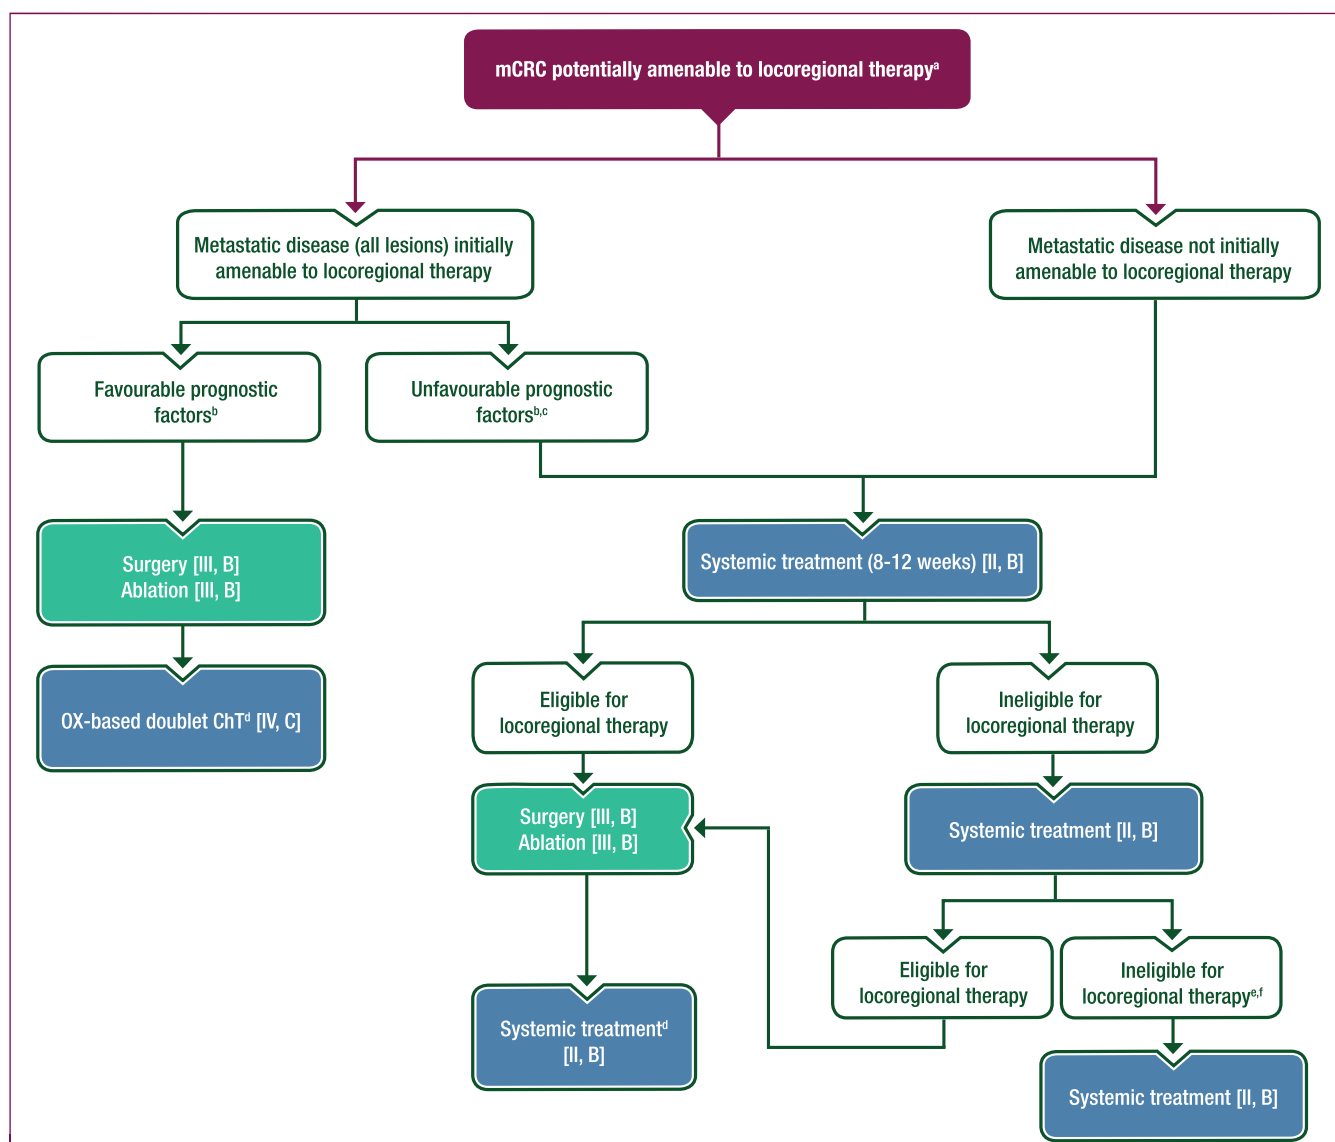 mCRC potentially amenable to locoregional therapyᵃ
Metastatic disease (all lesions) initially
amenable to locoregional therapy
Metastatic disease not initially
amenable to locoregional therapy
Favourable prognostic
factorsᵇ
Unfavourable prognostic
factorsᵇ,ᶜ
Surgery [III, B]
Ablation [III, B]
Systemic treatment (8-12 weeks) [II, B]
OX-based doublet ChTᵈ [IV, C]
Eligible for
locoregional therapy
Ineligible for
locoregional therapy
Surgery [III, B]
Ablation [III, B]
Systemic treatment [II, B]
Eligible for
locoregional therapy
Ineligible for
locoregional therapyᵉ,ᶠ
Systemic treatmentᵈ
[II, B]
Systemic treatment [II, B]